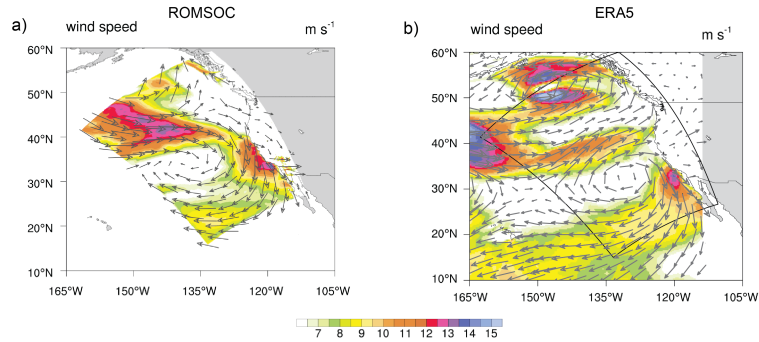 a) ROMSOC
wind speed m s⁻¹
60°N
50°N
40°N
30°N
20°N
10°N
165°W 150°W 135°W 120°W 105°W
b) ERA5
wind speed m s⁻¹
60°N
50°N
40°N
30°N
20°N
10°N
165°W 150°W 135°W 120°W 105°W
7 8 9 10 11 12 13 14 15